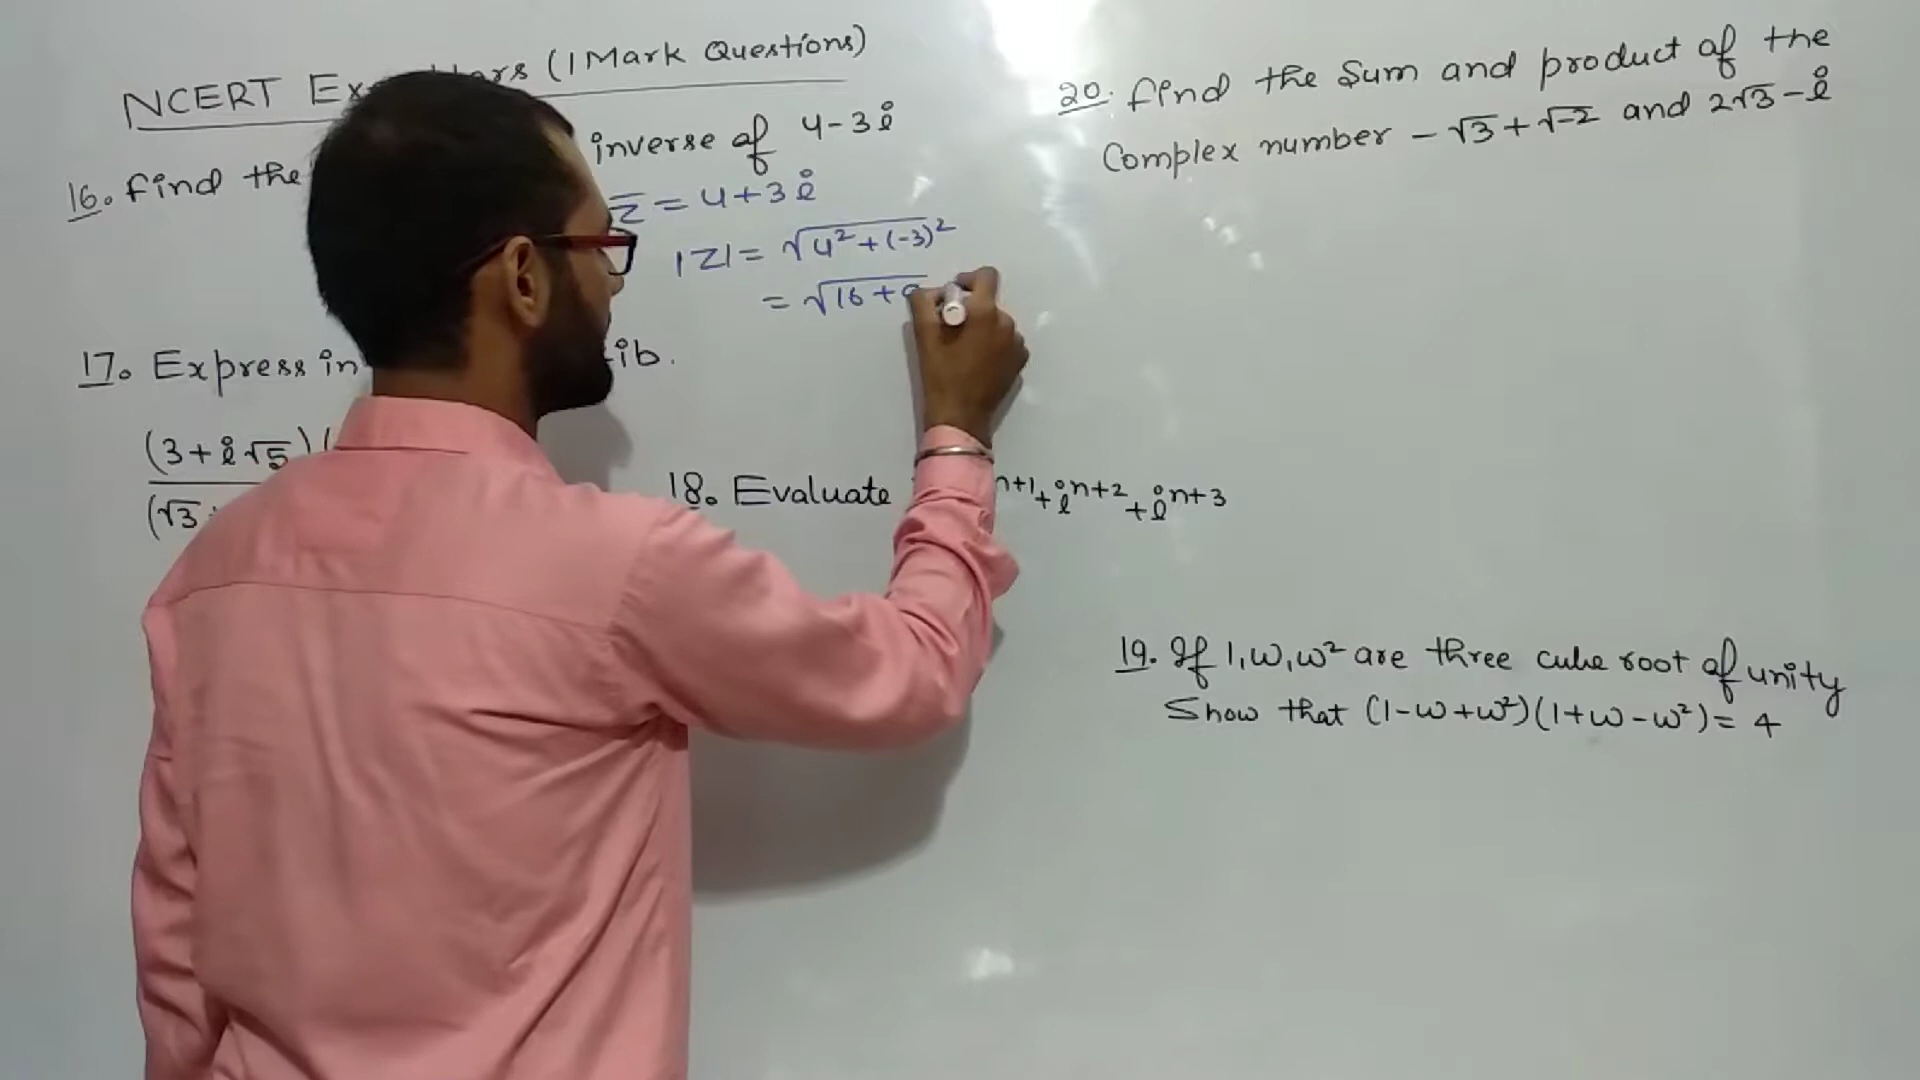 NCERT (1 Mark Questions)
16. Find the inverse of 4-3i
z̅ = 4+3i
|Z| = √4²+(-3)²
= √16+9
17. Express in ib.
(3+i√5)(
(√3
18. Evaluate n+1+iⁿ⁺²+iⁿ⁺³
20. Find the Sum and product of the
Complex number -√3+√-2 and 2√3-i
19. If 1,ω,ω² are three cube root of unity
Show that (1-ω+ω²)(1+ω-ω²)= 4